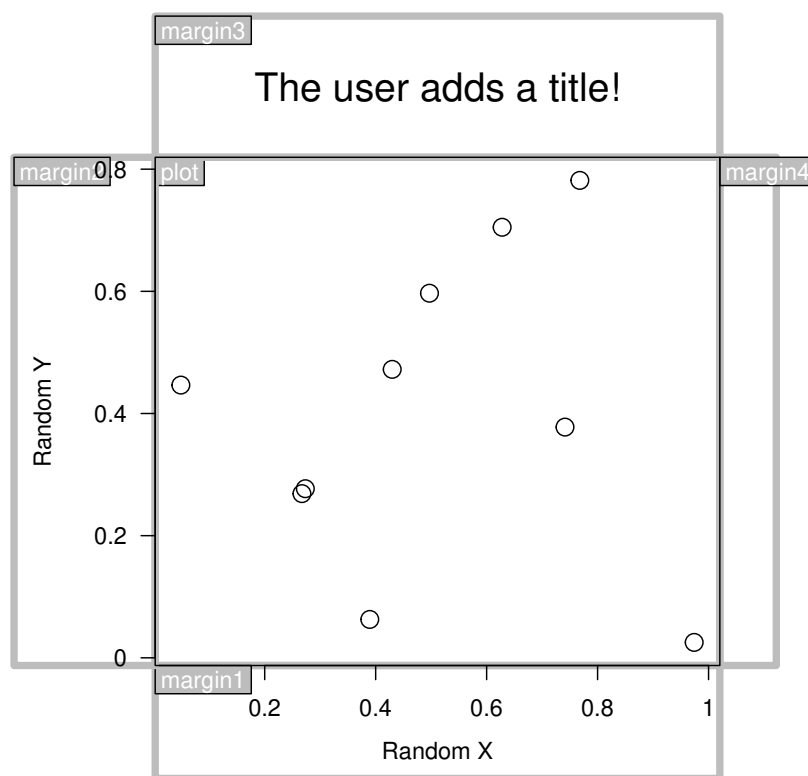 margin3
The user adds a title!
margin2
0.8
plot
margin4
0.6
Random Y
0.4
0.2
0
margin1
0.2 0.4 0.6 0.8 1
Random X